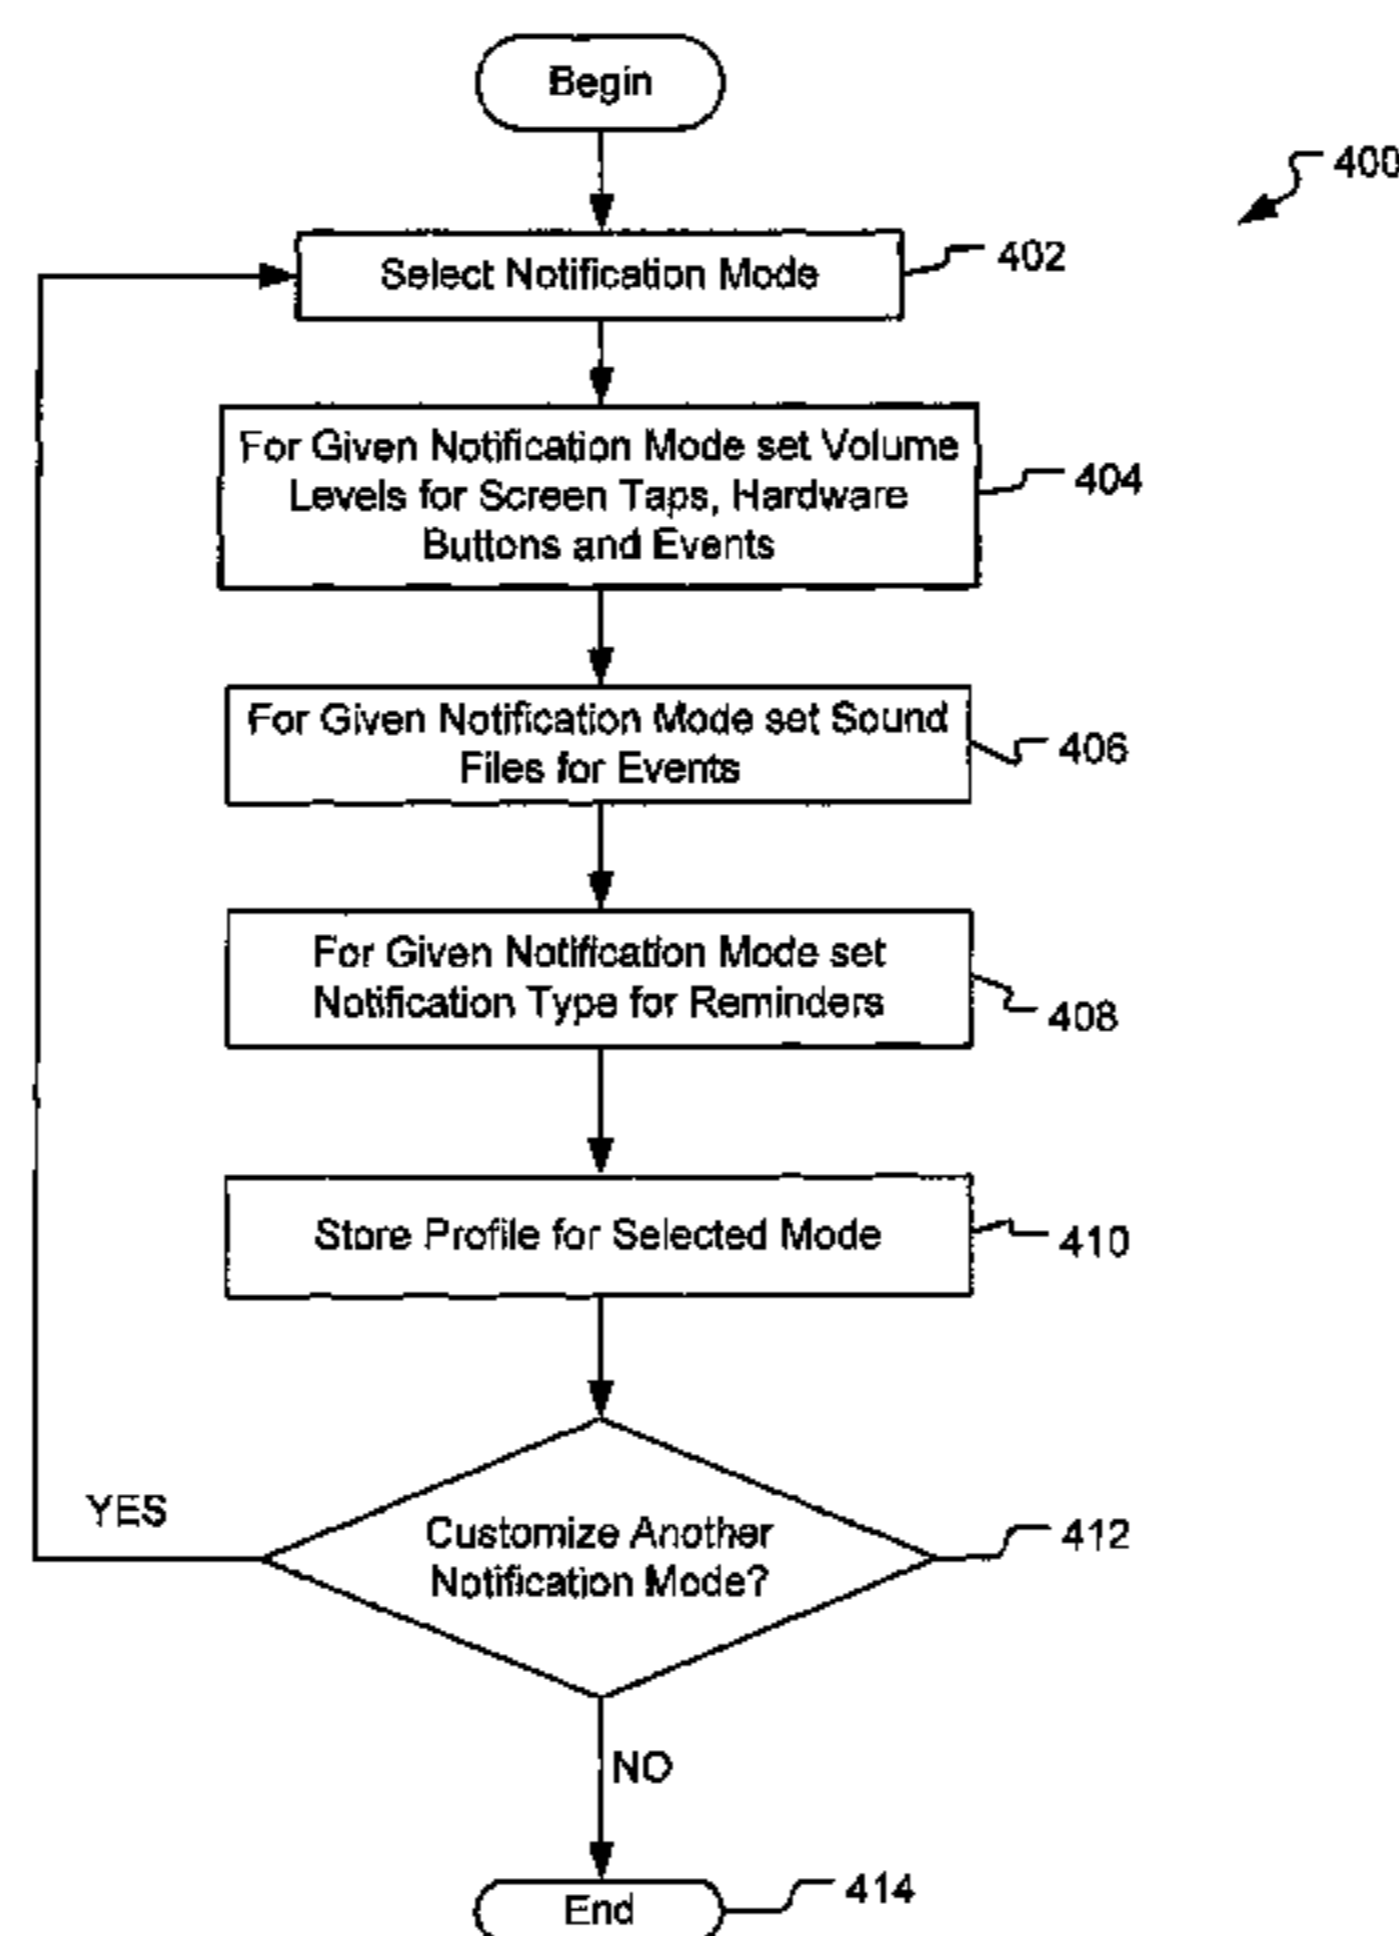 Begin
400
Select Notification Mode
402
For Given Notification Mode set Volume
Levels for Screen Taps, Hardware
Buttons and Events
404
For Given Notification Mode set Sound
Files for Events
406
For Given Notification Mode set
Notification Type for Reminders
408
Store Profile for Selected Mode
410
YES
Customize Another
Notification Mode?
412
NO
End
414